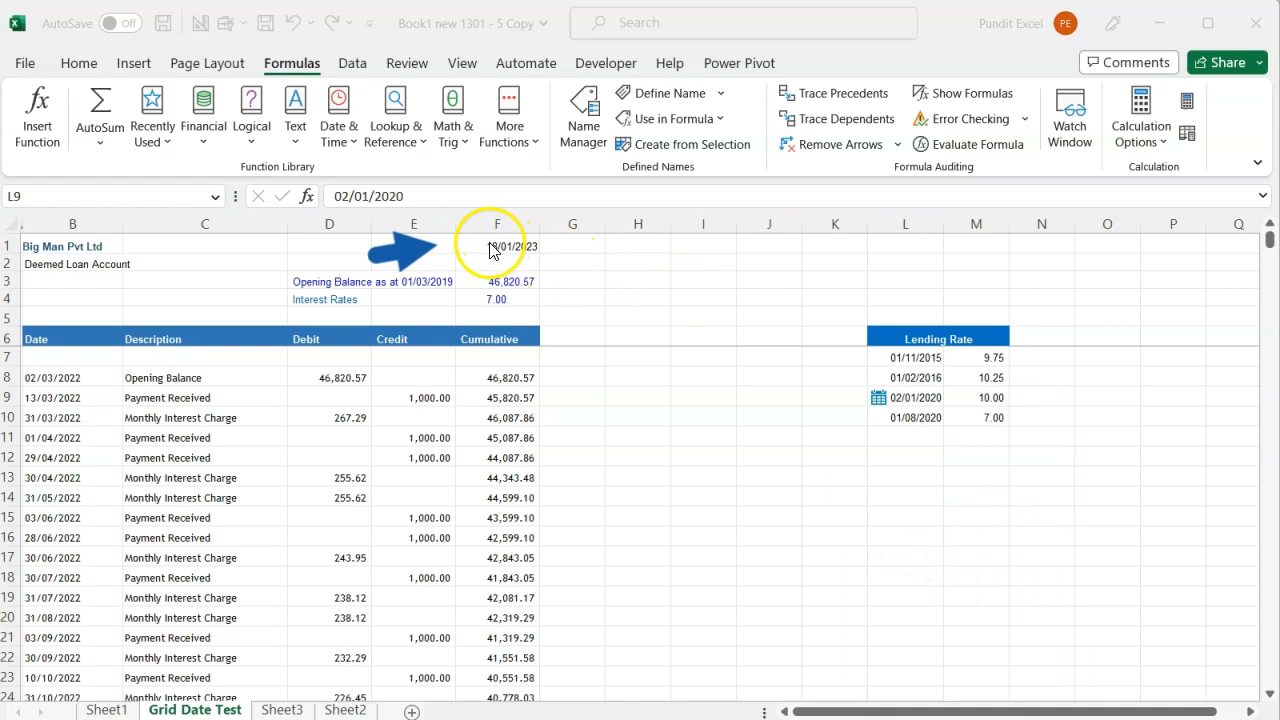 AutoSave Off Book1 new 1301 - 5 Copy Search Pundit Excel PE
File Home Insert Page Layout Formulas Data Review View Automate Developer Help Power Pivot Comments Share
Insert Function AutoSum Recently Used Financial Logical Text Date & Time Lookup & Reference Math & Trig More Functions Name Manager Define Name Use in Formula Create from Selection Trace Precedents Trace Dependents Remove Arrows Show Formulas Error Checking Evaluate Formula Watch Window Calculation Options
Function Library Defined Names Formula Auditing Calculation
L9 fx 02/01/2020
B C D E F G H I J K L M N O P Q
1 Big Man Pvt Ltd
2 Deemed Loan Account
3 Opening Balance as at 01/03/2019 46,820.57
4 Interest Rates 7.00
5
6 Date Description Debit Credit Cumulative Lending Rate
7 01/11/2015 9.75
8 02/03/2022 Opening Balance 46,820.57 46,820.57 01/02/2016 10.25
9 13/03/2022 Payment Received 1,000.00 45,820.57 02/01/2020 10.00
10 31/03/2022 Monthly Interest Charge 267.29 46,087.86 01/08/2020 7.00
11 01/04/2022 Payment Received 1,000.00 45,087.86
12 29/04/2022 Payment Received 1,000.00 44,087.86
13 30/04/2022 Monthly Interest Charge 255.62 44,343.48
14 31/05/2022 Monthly Interest Charge 255.62 44,599.10
15 03/06/2022 Payment Received 1,000.00 43,599.10
16 28/06/2022 Payment Received 1,000.00 42,599.10
17 30/06/2022 Monthly Interest Charge 243.95 42,843.05
18 30/07/2022 Payment Received 1,000.00 41,843.05
19 31/07/2022 Monthly Interest Charge 238.12 42,081.17
20 31/08/2022 Monthly Interest Charge 238.12 42,319.29
21 03/09/2022 Payment Received 1,000.00 41,319.29
22 30/09/2022 Monthly Interest Charge 232.29 41,551.58
23 10/10/2022 Payment Received 1,000.00 40,551.58
24 31/10/2022 Monthly Interest Charge 226.45 40,778.03
Sheet1 Grid Date Test Sheet3 Sheet2